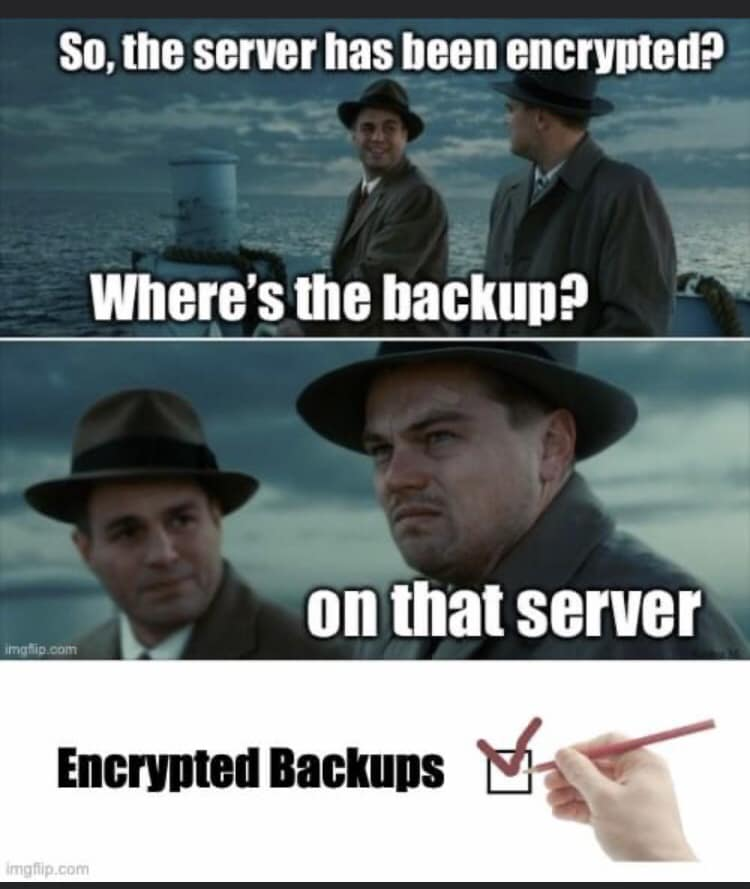 So, the server has been encrypted?
Where's the backup?
on that server
imgflip.com
Encrypted Backups
imgflip.com